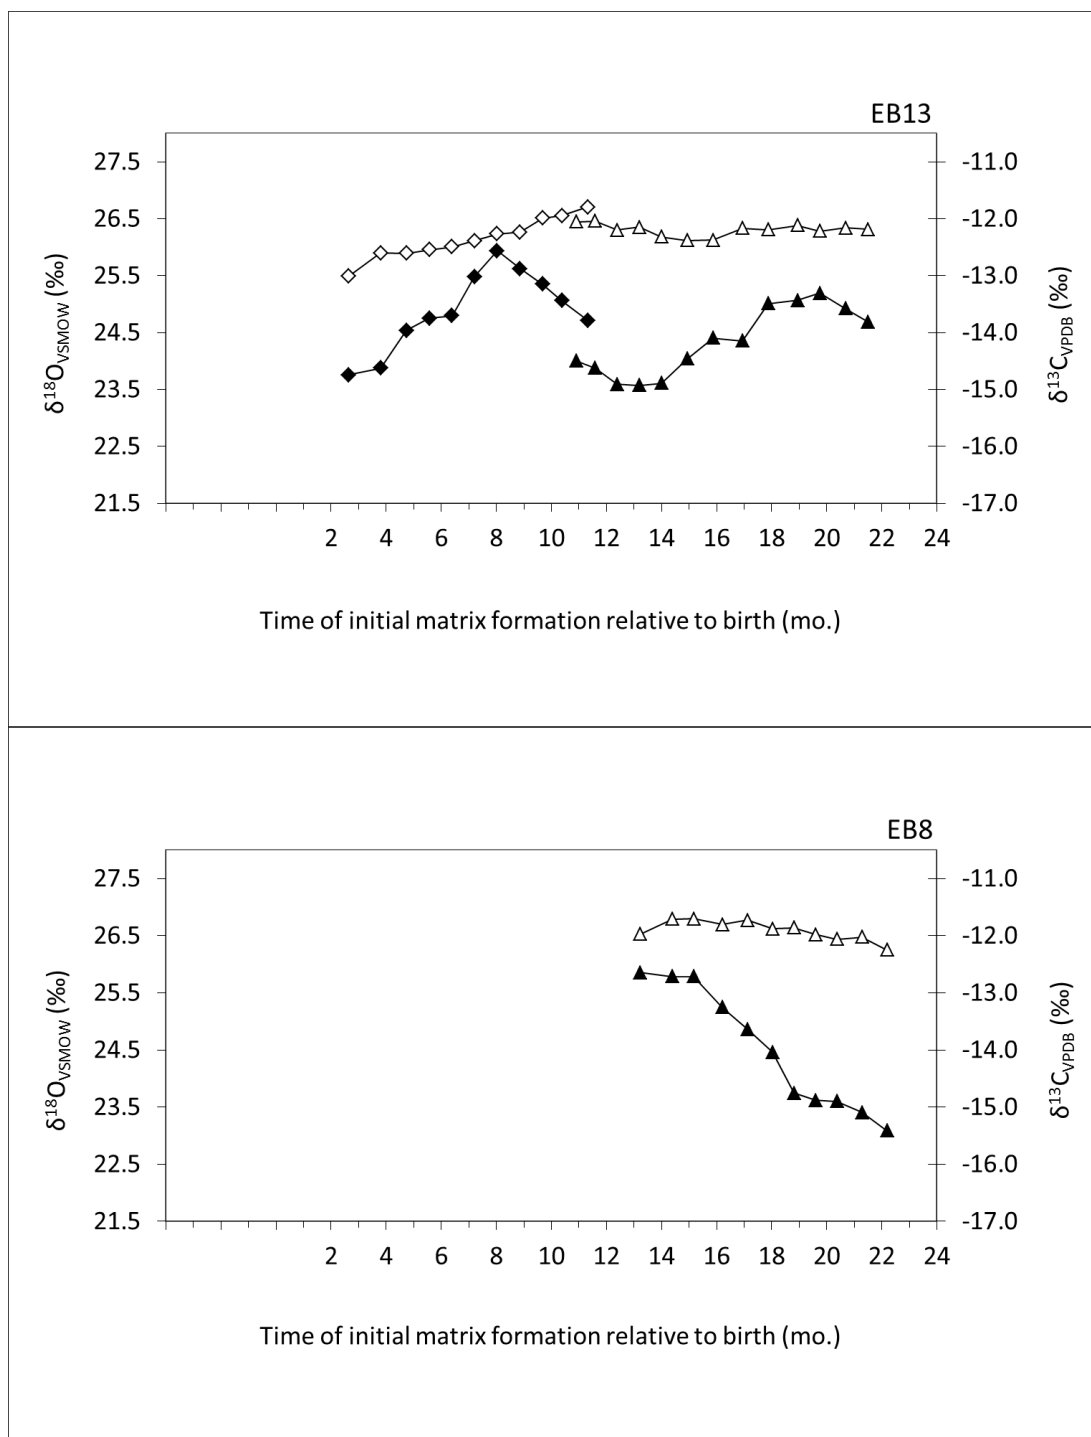 EB13
27.5
26.5
25.5
24.5
23.5
22.5
21.5
δ18OVSMOW (‰)
-11.0
-12.0
-13.0
-14.0
-15.0
-16.0
-17.0
δ13CVPDB (‰)
2 4 6 8 10 12 14 16 18 20 22 24
Time of initial matrix formation relative to birth (mo.)
EB8
27.5
26.5
25.5
24.5
23.5
22.5
21.5
δ18OVSMOW (‰)
-11.0
-12.0
-13.0
-14.0
-15.0
-16.0
-17.0
δ13CVPDB (‰)
2 4 6 8 10 12 14 16 18 20 22 24
Time of initial matrix formation relative to birth (mo.)